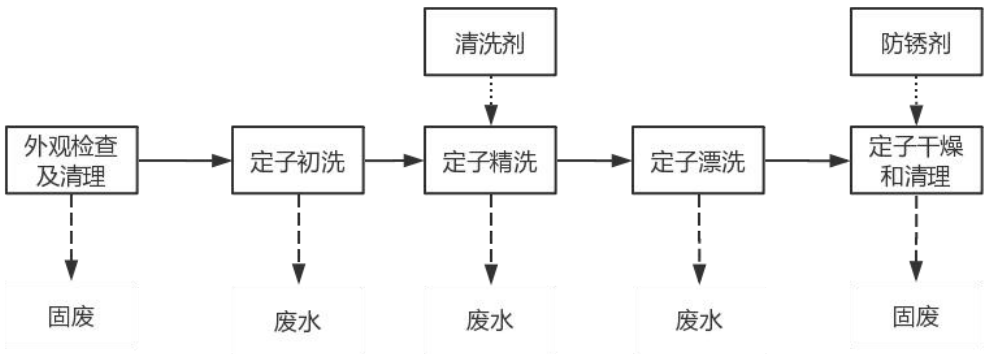 清洗剂
防锈剂
外观检查
及清理
定子初洗
定子精洗
定子漂洗
定子干燥
和清理
固废
废水
废水
废水
固废